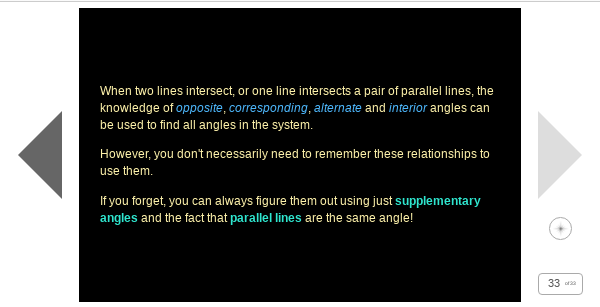 When two lines intersect, or one line intersects a pair of parallel lines, the
knowledge of opposite, corresponding, alternate and interior angles can
be used to find all angles in the system.
However, you don't necessarily need to remember these relationships to
use them.
If you forget, you can always figure them out using just supplementary
angles and the fact that parallel lines are the same angle!
33 of 33